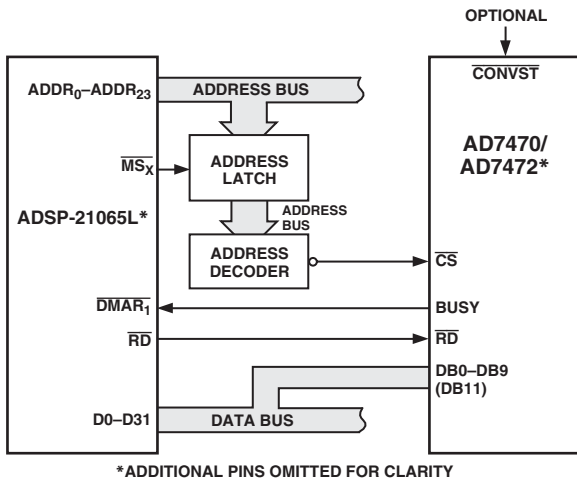 OPTIONAL
ADDR0–ADDR23
ADDRESS BUS
CONVST
MSX
ADDRESS
LATCH
AD7470/
AD7472*
ADSP-21065L*
ADDRESS
BUS
ADDRESS
DECODER
CS
DMAR1
BUSY
RD
RD
DB0–DB9
(DB11)
D0–D31
DATA BUS
*ADDITIONAL PINS OMITTED FOR CLARITY